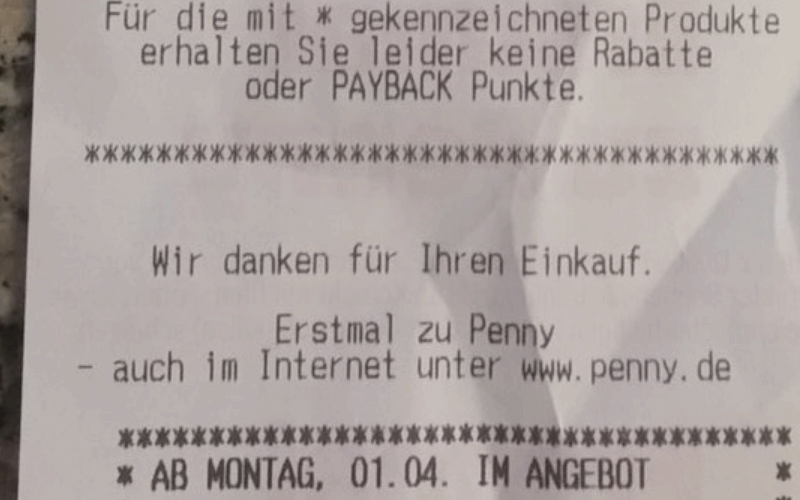 Für die mit * gekennzeichneten Produkte
erhalten Sie leider keine Rabatte
oder PAYBACK Punkte.
***************************************
Wir danken für Ihren Einkauf.
Erstmal zu Penny
- auch im Internet unter www.penny.de
**************************************
* AB MONTAG, 01.04. IM ANGEBOT *